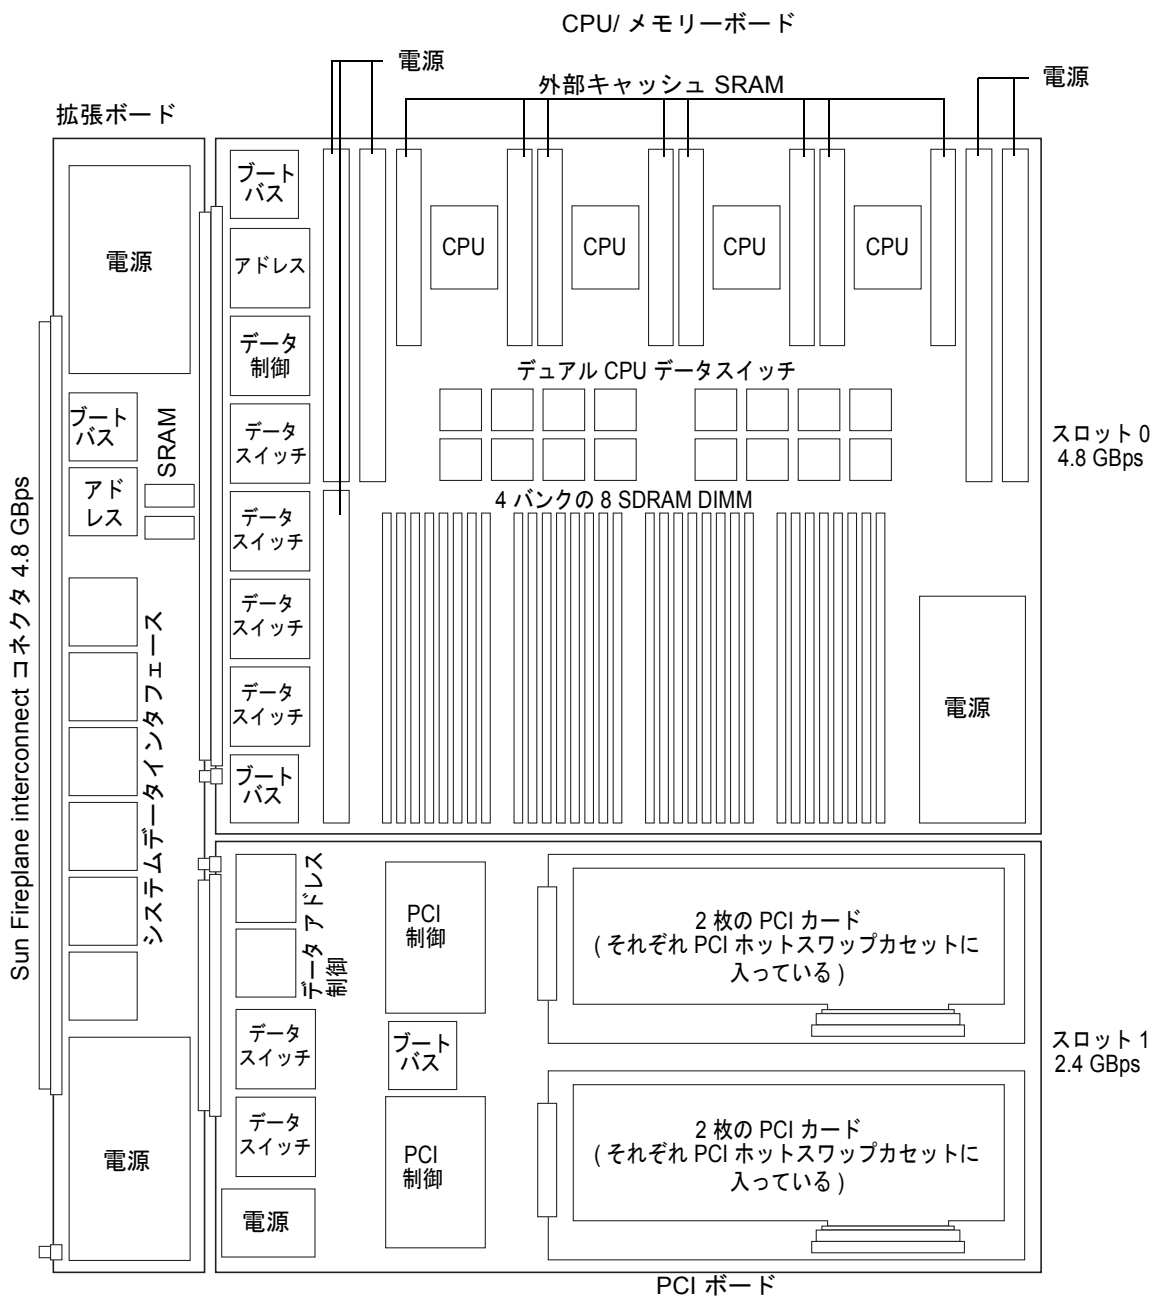 CPU/ メモリーボード
電源
外部キャッシュ SRAM
電源
拡張ボード
電源
ブート
バス
アド
レス
SRAM
システムデータインタフェース
電源
Sun Fireplane interconnect コネクタ 4.8 GBps
ブート
バス
アドレス
データ
制御
データ
スイッチ
データ
スイッチ
データ
スイッチ
データ
スイッチ
ブート
バス
CPU
CPU
CPU
CPU
デュアル CPU データスイッチ
4 バンクの 8 SDRAM DIMM
電源
スロット 0
4.8 GBps
データ アドレス
制御
データ
スイッチ
データ
スイッチ
電源
PCI
制御
ブート
バス
PCI
制御
2 枚の PCI カード
( それぞれ PCI ホットスワップカセットに
入っている )
2 枚の PCI カード
( それぞれ PCI ホットスワップカセットに
入っている )
スロット 1
2.4 GBps
PCI ボード